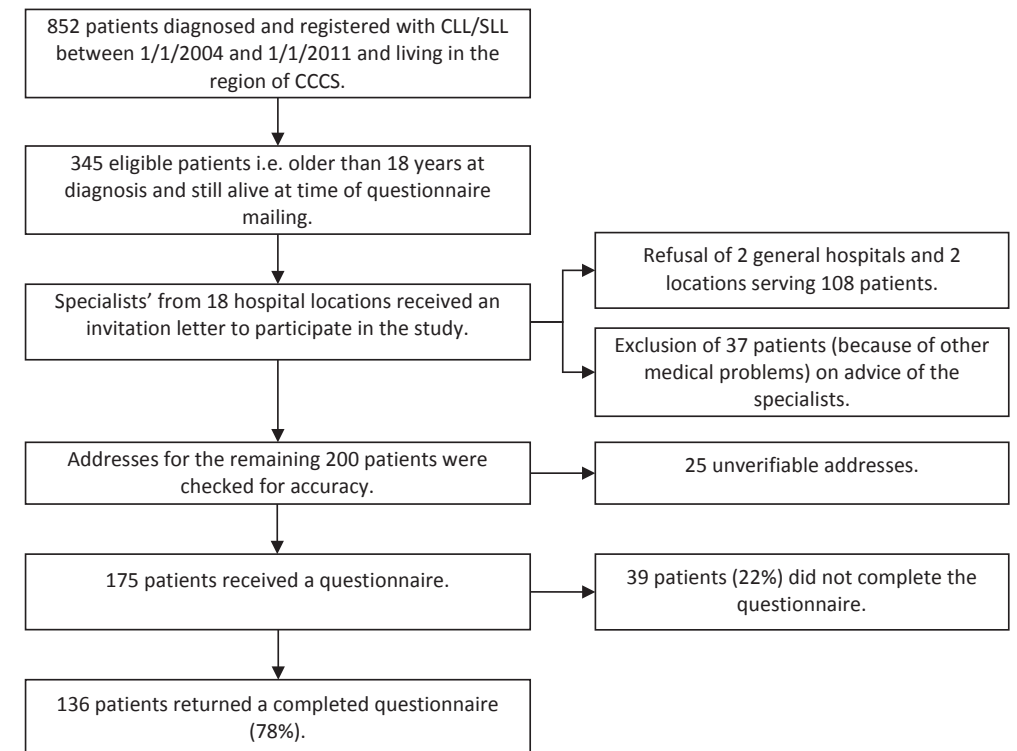 852 patients diagnosed and registered with CLL/SLL
between 1/1/2004 and 1/1/2011 and living in the
region of CCCS.
345 eligible patients i.e. older than 18 years at
diagnosis and still alive at time of questionnaire
mailing.
Specialists’ from 18 hospital locations received an
invitation letter to participate in the study.
Refusal of 2 general hospitals and 2
locations serving 108 patients.
Exclusion of 37 patients (because of other
medical problems) on advice of the
specialists.
Addresses for the remaining 200 patients were
checked for accuracy.
25 unverifiable addresses.
175 patients received a questionnaire.
39 patients (22%) did not complete the
questionnaire.
136 patients returned a completed questionnaire
(78%).